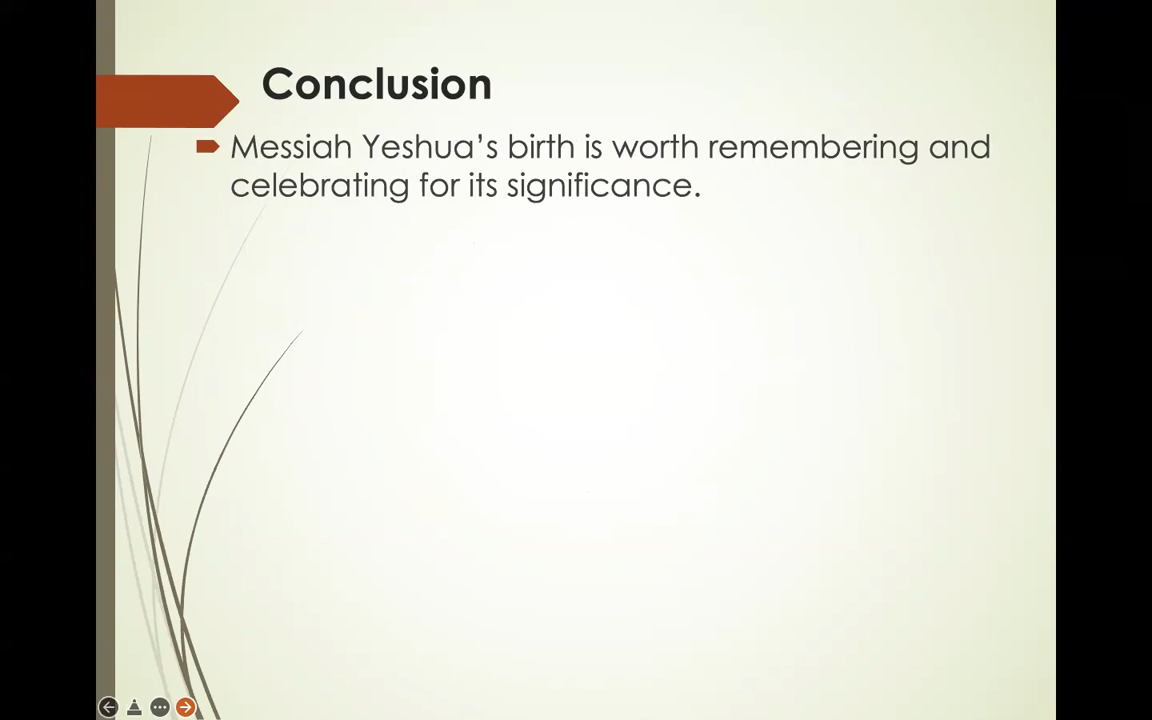 Conclusion
Messiah Yeshua’s birth is worth remembering and
celebrating for its significance.